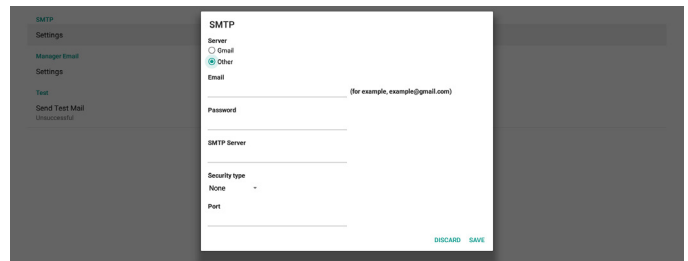 SMTP
Settings
Manager Email
Settings
Test
Send Test Mail
Unsuccessful
SMTP
Server
Gmail
Other
Email
(for example, example@gmail.com)
Password
SMTP Server
Security type
None
Port
DISCARD SAVE